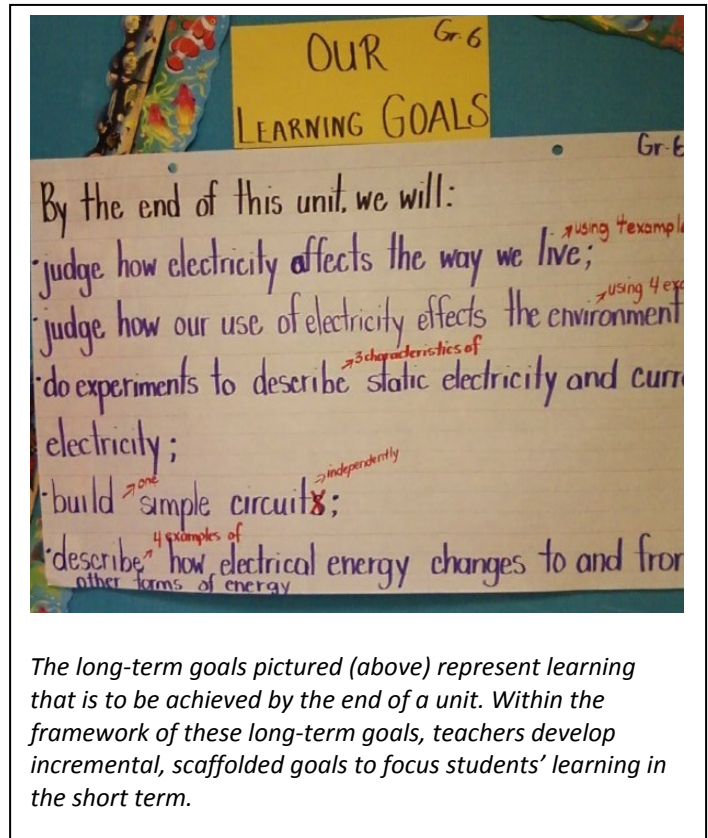 OUR Gr. 6
LEARNING GOALS
Gr. 6
By the end of this unit, we will:
using 4 example
• judge how electricity affects the way we live;
using 4 exa
• judge how our use of electricity effects the environment
3 characteristics of
• do experiments to describe static electricity and curr
electricity;
one independently
• build simple circuits;
4 examples of
• describe how electrical energy changes to and from
other forms of energy
The long-term goals pictured (above) represent learning
that is to be achieved by the end of a unit. Within the
framework of these long-term goals, teachers develop
incremental, scaffolded goals to focus students’ learning in
the short term.